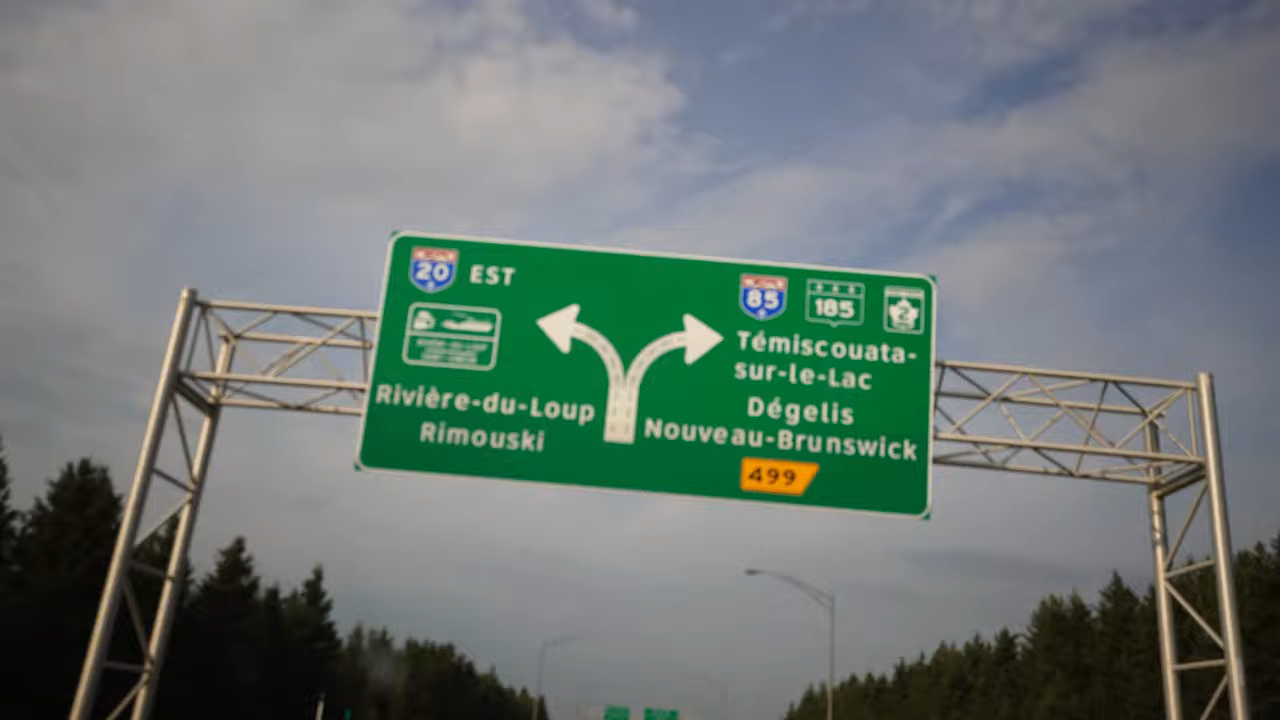 20 EST
Rivière-du-Loup
Rimouski
85 185 2
Témiscouata-
sur-le-Lac
Dégelis
Nouveau-Brunswick
499